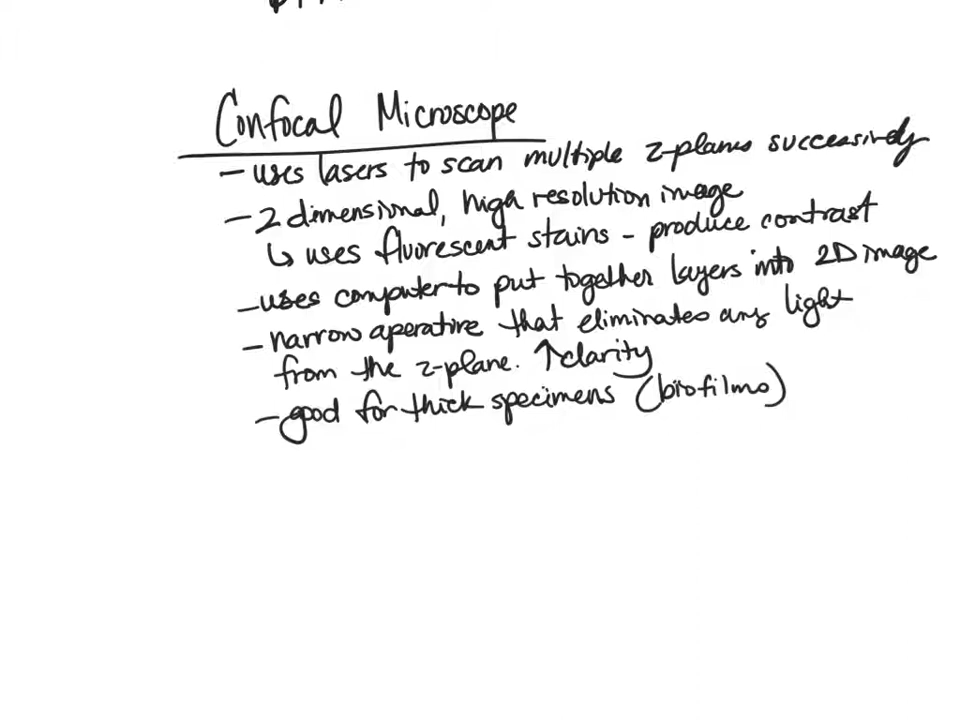 Confocal Microscope
- uses lasers to scan multiple z-planes successively
- 2 dimensional, high resolution image
↳ uses fluorescent stains - produce contrast
- uses computer to put together layers into 2D image
- narrow aperative that eliminates any light
from the z-plane. ↑clarity
- good for thick specimens (biofilms)